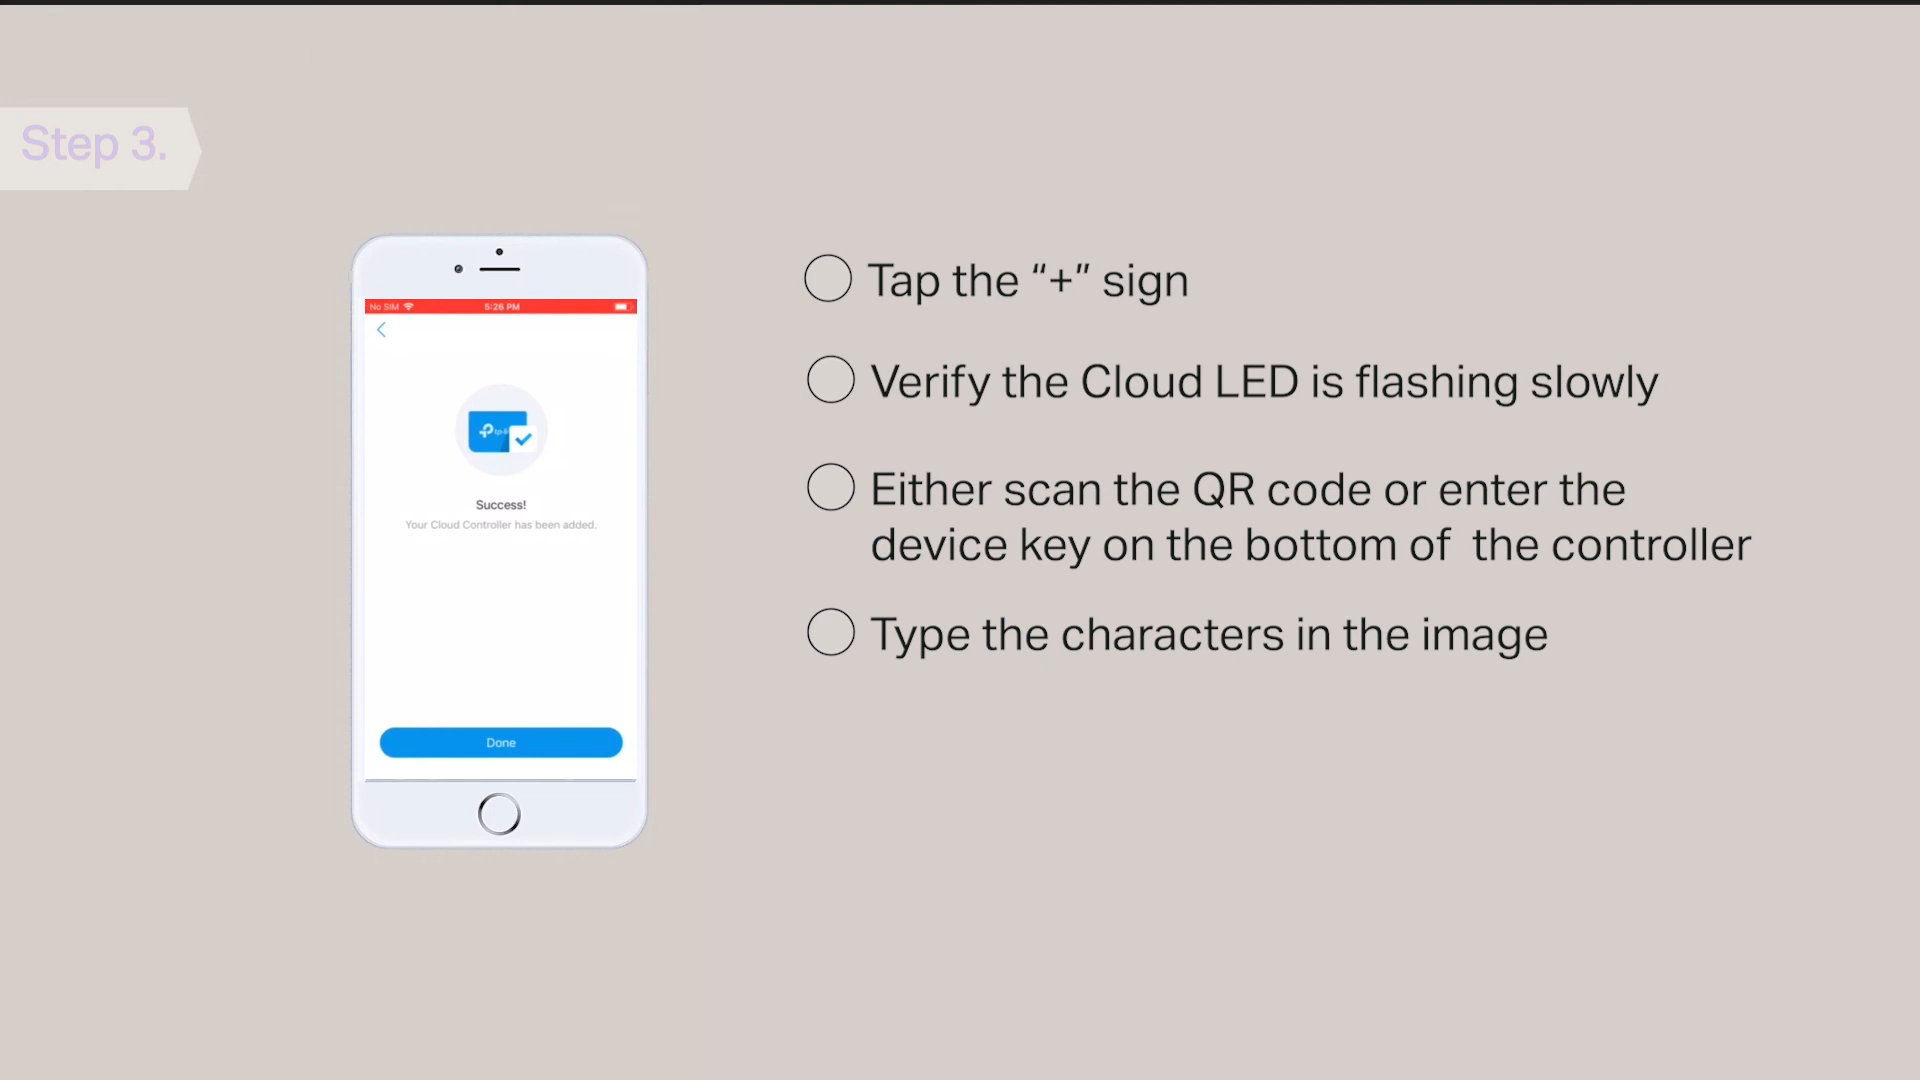 Step 3.
No SIM
5:26 PM
Success!
Your Cloud Controller has been added.
Done
Tap the “+” sign
Verify the Cloud LED is flashing slowly
Either scan the QR code or enter the
device key on the bottom of the controller
Type the characters in the image